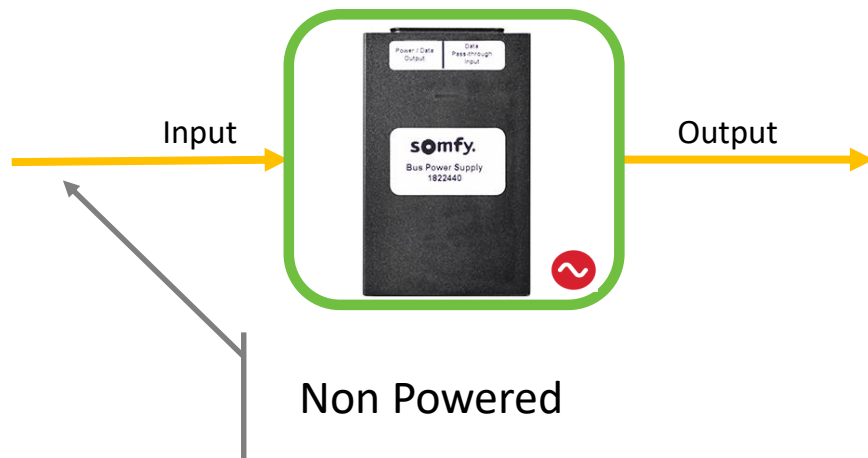 Power / Data
Output
Data
Pass-through
Input
Input
somfy.
Output
Bus Power Supply
1822440
Non Powered